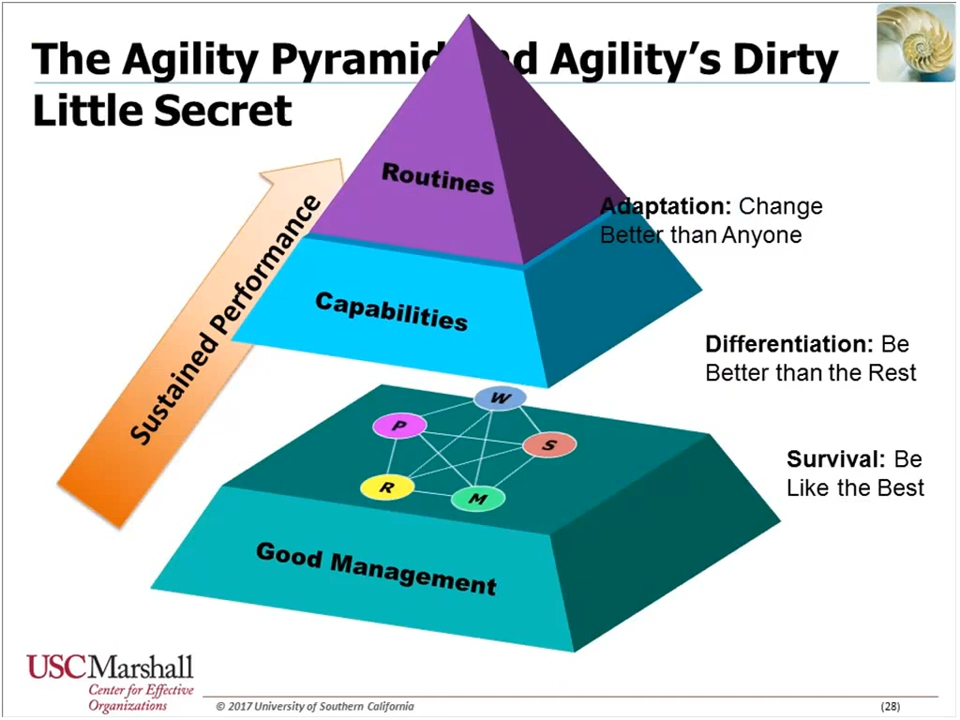 The Agility Pyramid and Agility's Dirty
Little Secret
Routines
Adaptation: Change
Better than Anyone
Sustained Performance
Capabilities
Differentiation: Be
Better than the Rest
W
P
S
R
M
Survival: Be
Like the Best
Good Management
USC Marshall
Center for Effective
Organizations
© 2017 University of Southern California
(28)